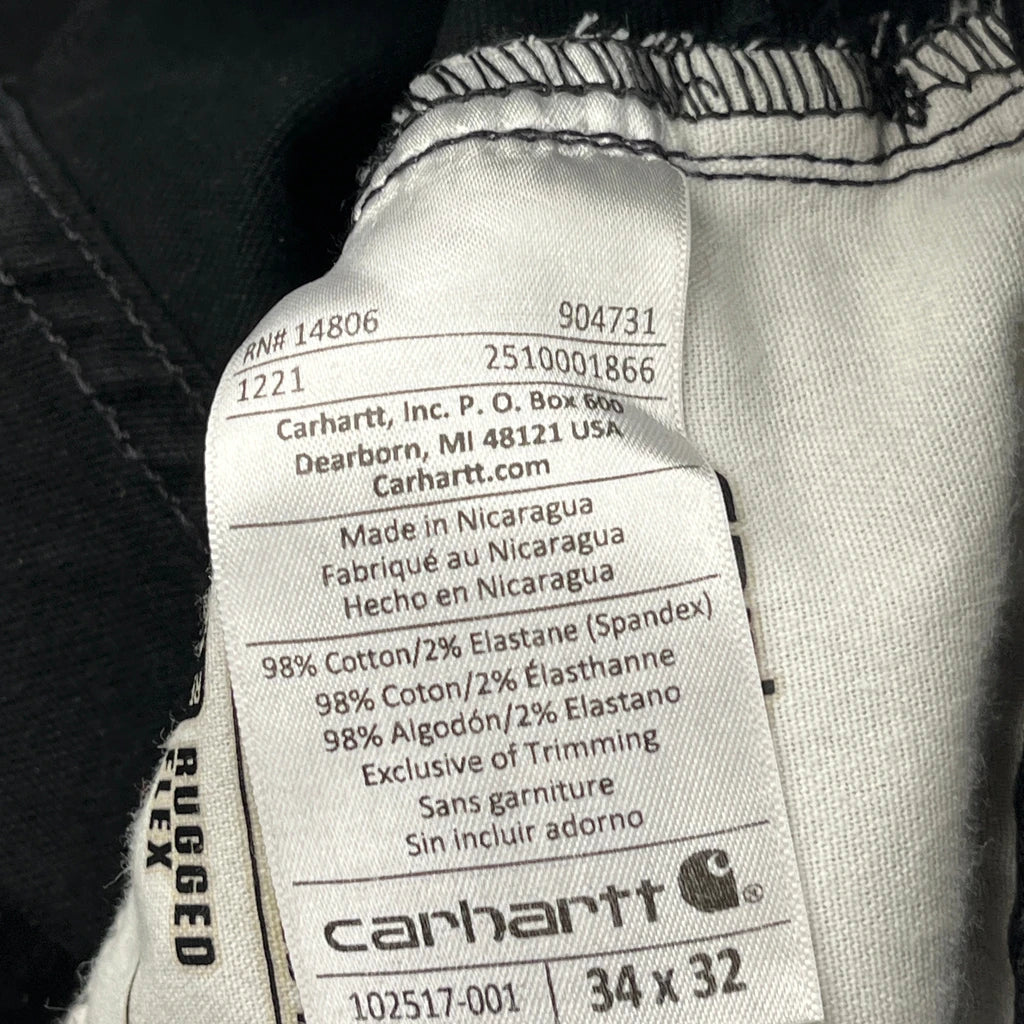 RN# 14806 904731
1221 2510001866
Carhartt, Inc. P. O. Box 600
Dearborn, MI 48121 USA
Carhartt.com
Made in Nicaragua
Fabriqué au Nicaragua
Hecho en Nicaragua
98% Cotton/2% Elastane (Spandex)
98% Coton/2% Élasthanne
98% Algodón/2% Elastano
Exclusive of Trimming
Sans garniture
Sin incluir adorno
carhartt ®
102517-001 34 x 32
RUGGED
FLEX